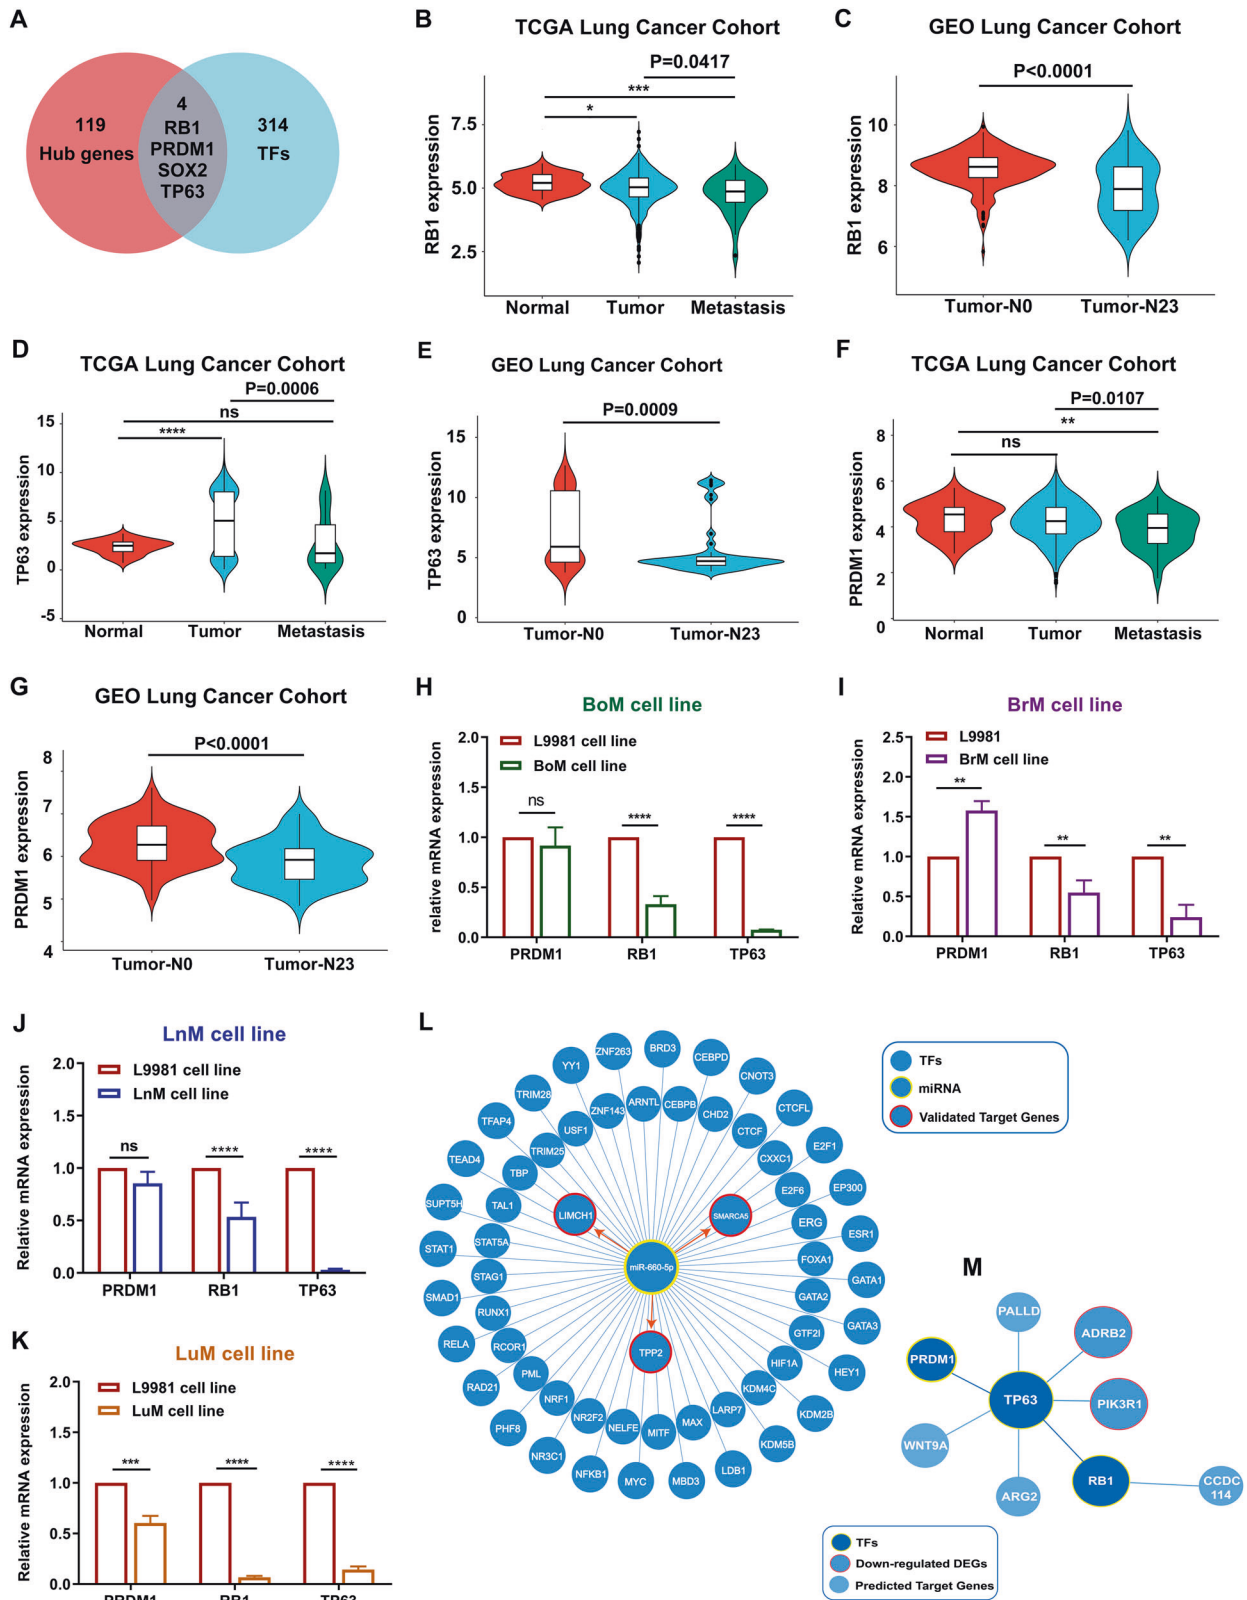 A
119
Hub genes
4
RB1
PRDM1
SOX2
TP63
314
TFs
B
TCGA Lung Cancer Cohort
P=0.0417
***
*
7.5
5.0
2.5
RB1 expression
Normal Tumor Metastasis
C
GEO Lung Cancer Cohort
P<0.0001
10
8
6
RB1 expression
Tumor-N0 Tumor-N23
D
TCGA Lung Cancer Cohort
P=0.0006
ns
****
15
10
5
0
-5
TP63 expression
Normal Tumor Metastasis
E
GEO Lung Cancer Cohort
P=0.0009
15
10
5
0
TP63 expression
Tumor-N0 Tumor-N23
F
TCGA Lung Cancer Cohort
P=0.0107
**
ns
8
6
4
2
0
PRDM1 expression
Normal Tumor Metastasis
G
GEO Lung Cancer Cohort
P<0.0001
8
7
6
5
4
PRDM1 expression
Tumor-N0 Tumor-N23
H
BoM cell line
L9981 cell line
BoM cell line
2.0
1.5
1.0
0.5
0.0
relative mRNA expression
ns
****
****
PRDM1 RB1 TP63
I
BrM cell line
L9981
BrM cell line
2.5
2.0
1.5
1.0
0.5
0.0
Relative mRNA expression
**
**
**
PRDM1 RB1 TP63
J
LnM cell line
L9981 cell line
LnM cell line
2.0
1.5
1.0
0.5
0.0
Relative mRNA expression
ns
****
****
PRDM1 RB1 TP63
K
LuM cell line
L9981 cell line
LuM cell line
2.0
1.5
1.0
0.5
0.0
Relative mRNA expression
***
****
****
PRDM1 RB1 TP63
L
BRD3
CEBPD
CNOT3
CTCFL
E2F1
EP300
ESR1
GATA1
GATA3
HEY1
KDM2B
KDM5B
LDB1
MBD3
MYC
NFKB1
NR3C1
PHF8
RAD21
RELA
SMAD1
STAT1
SUPT5H
TEAD4
TFAP4
TRIM28
YY1
ZNF263
ARNTL
CEBPB
CHD2
CTCF
CXXC1
E2F6
ERG
FOXA1
GATA2
GTF2I
HIF1A
KDM4C
LARP7
MAX
MITF
NELFE
NR2F2
NRF1
PML
RCOR1
RUNX1
STAG1
STAT5A
TAL1
TBP
TRIM25
USF1
ZNF143
LIMCH1
SMARCA5
miR-660-5p
TPP2
TFs
miRNA
Validated Target Genes
M
PALLD
ADRB2
PRDM1
TP63
PIK3R1
WNT9A
RB1
ARG2
CCDC
114
TFs
Down-regulated DEGs
Predicted Target Genes